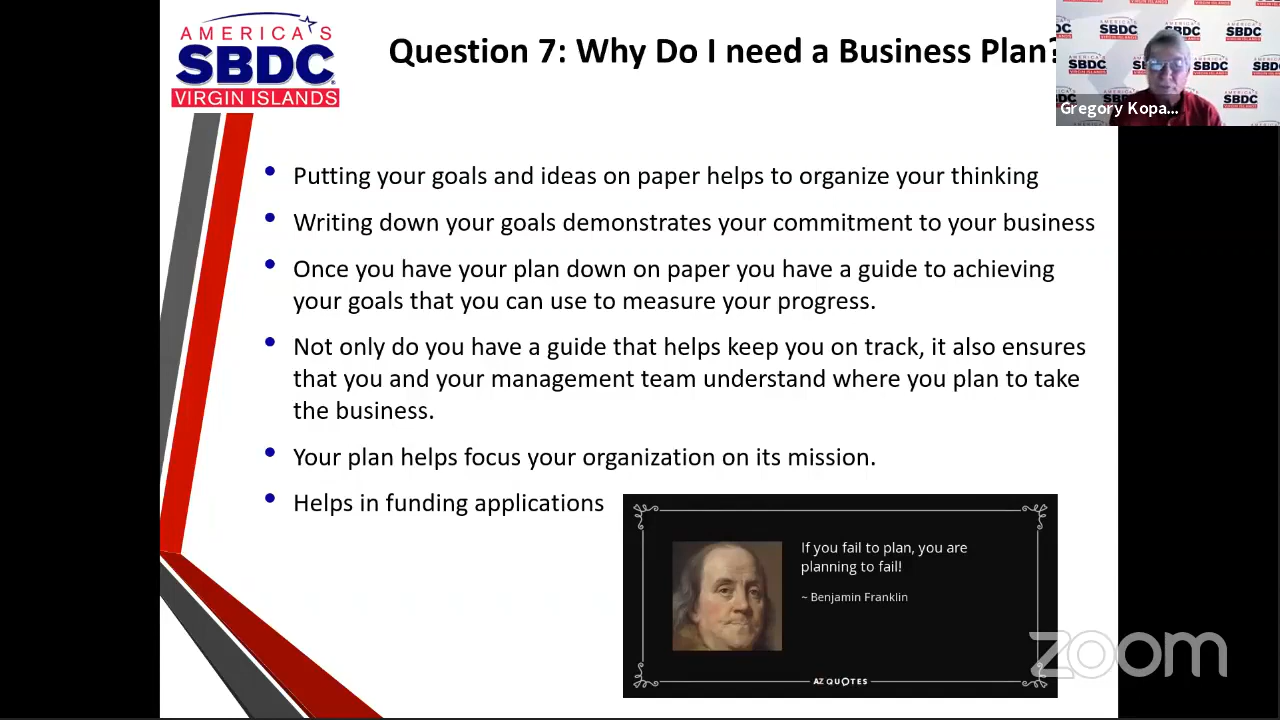 AMERICA'S
SBDC
VIRGIN ISLANDS
Question 7: Why Do I need a Business Plan?
Gregory Kopa...
• Putting your goals and ideas on paper helps to organize your thinking
• Writing down your goals demonstrates your commitment to your business
• Once you have your plan down on paper you have a guide to achieving
your goals that you can use to measure your progress.
• Not only do you have a guide that helps keep you on track, it also ensures
that you and your management team understand where you plan to take
the business.
• Your plan helps focus your organization on its mission.
• Helps in funding applications
If you fail to plan, you are
planning to fail!
~ Benjamin Franklin
AZ QUOTES
zoom